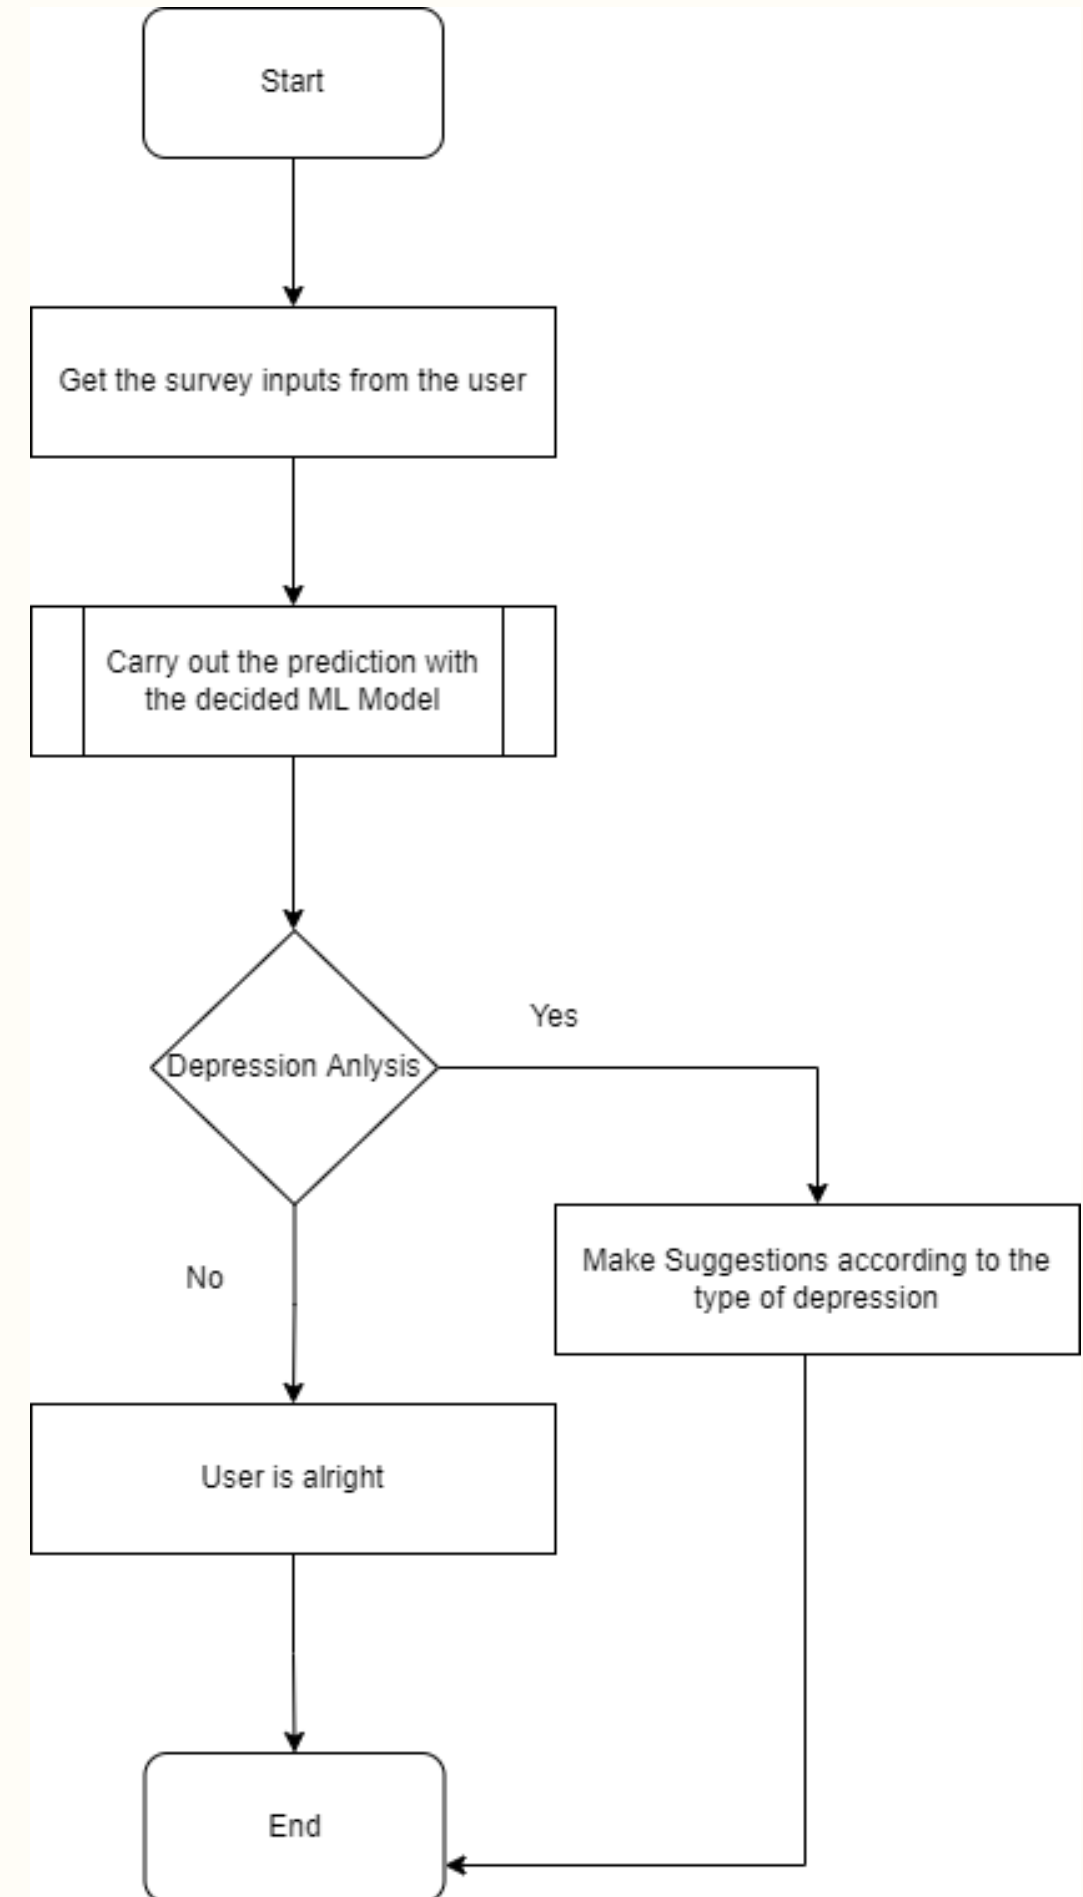 Start
Get the survey inputs from the user
Carry out the prediction with
the decided ML Model
Depression Anlysis
Yes
No
Make Suggestions according to the
type of depression
User is alright
End